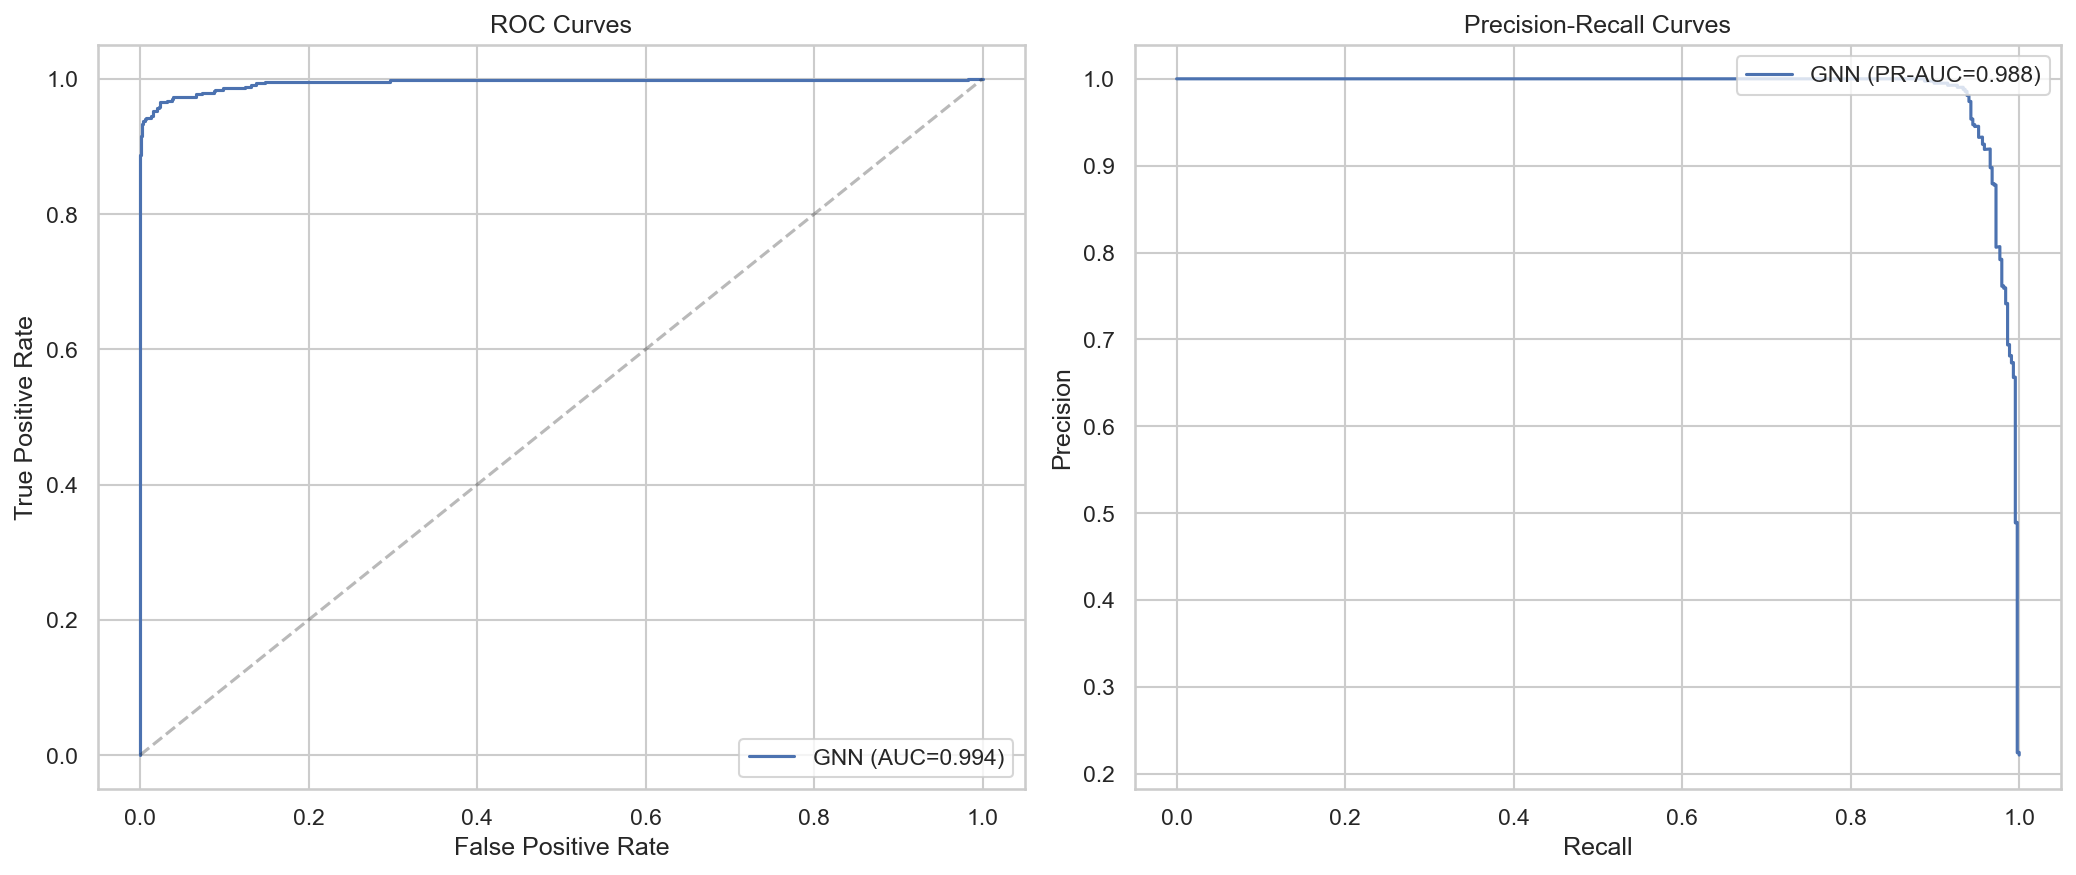 ROC Curves
1.0
0.8
0.6
0.4
0.2
0.0
True Positive Rate
GNN (AUC=0.994)
0.0 0.2 0.4 0.6 0.8 1.0
False Positive Rate
Precision-Recall Curves
GNN (PR-AUC=0.988)
1.0
0.9
0.8
0.7
0.6
0.5
0.4
0.3
0.2
Precision
0.0 0.2 0.4 0.6 0.8 1.0
Recall